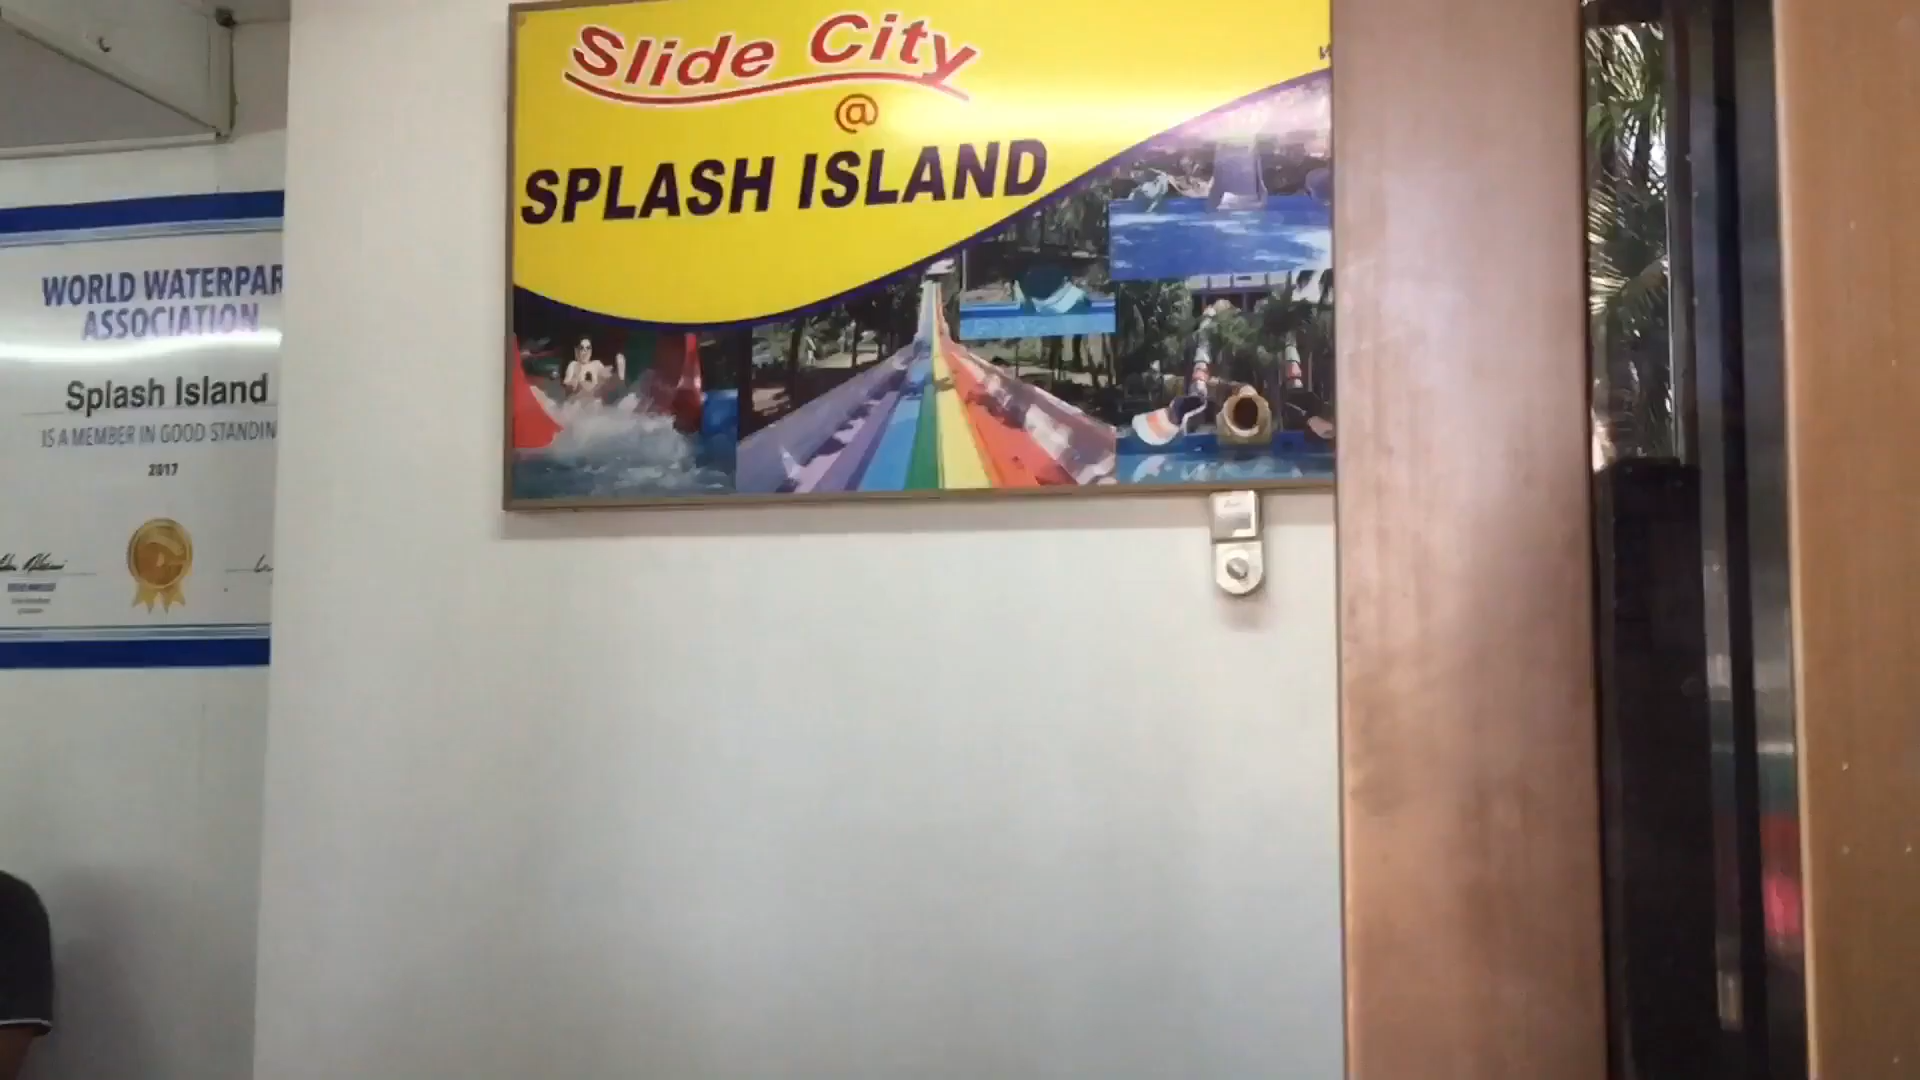 Slide City
@
SPLASH ISLAND
WORLD WATERPAR
ASSOCIATION
Splash Island
IS A MEMBER IN GOOD STANDIN
2017